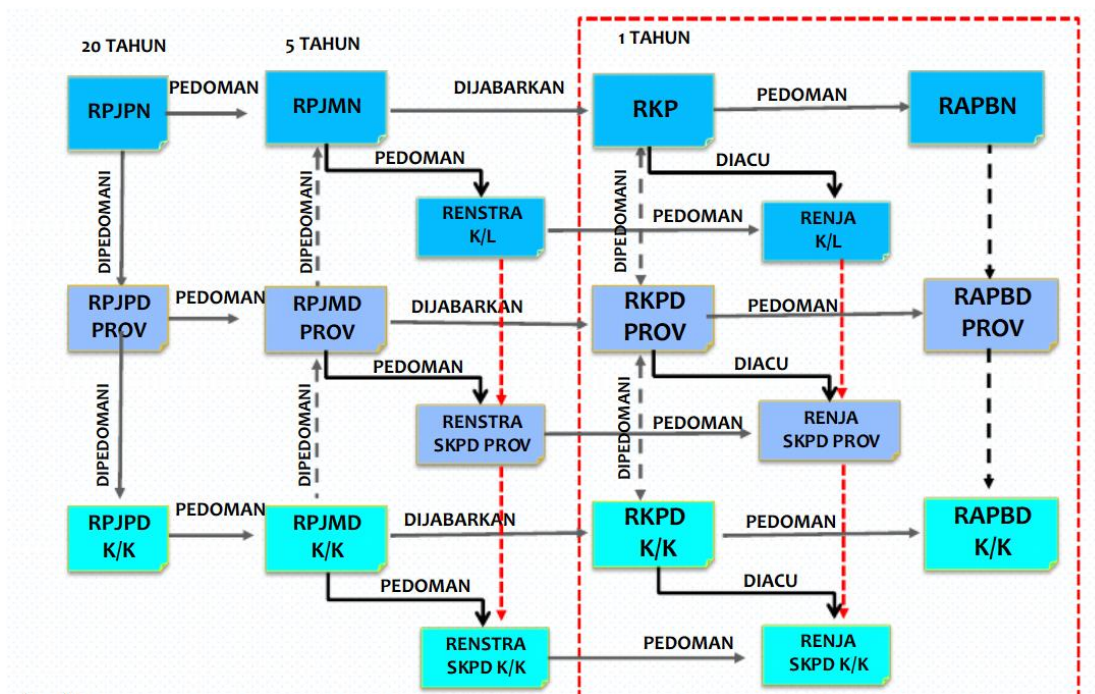 20 TAHUN
5 TAHUN
1 TAHUN
RPJPN
PEDOMAN
RPJMN
DIJABARKAN
RKP
PEDOMAN
RAPBN
DIPEDOMANI
DIPEDOMANI
PEDOMAN
RENSTRA
K/L
PEDOMAN
DIPEDOMANI
DIACU
RENJA
K/L
RPJPD
PROV
PEDOMAN
RPJMD
PROV
DIJABARKAN
RKPD
PROV
PEDOMAN
RAPBD
PROV
DIPEDOMANI
DIPEDOMANI
PEDOMAN
RENSTRA
SKPD PROV
PEDOMAN
DIPEDOMANI
DIACU
RENJA
SKPD PROV
RPJPD
K/K
PEDOMAN
RPJMD
K/K
DIJABARKAN
RKPD
K/K
PEDOMAN
RAPBD
K/K
PEDOMAN
RENSTRA
SKPD K/K
PEDOMAN
DIACU
RENJA
SKPD K/K